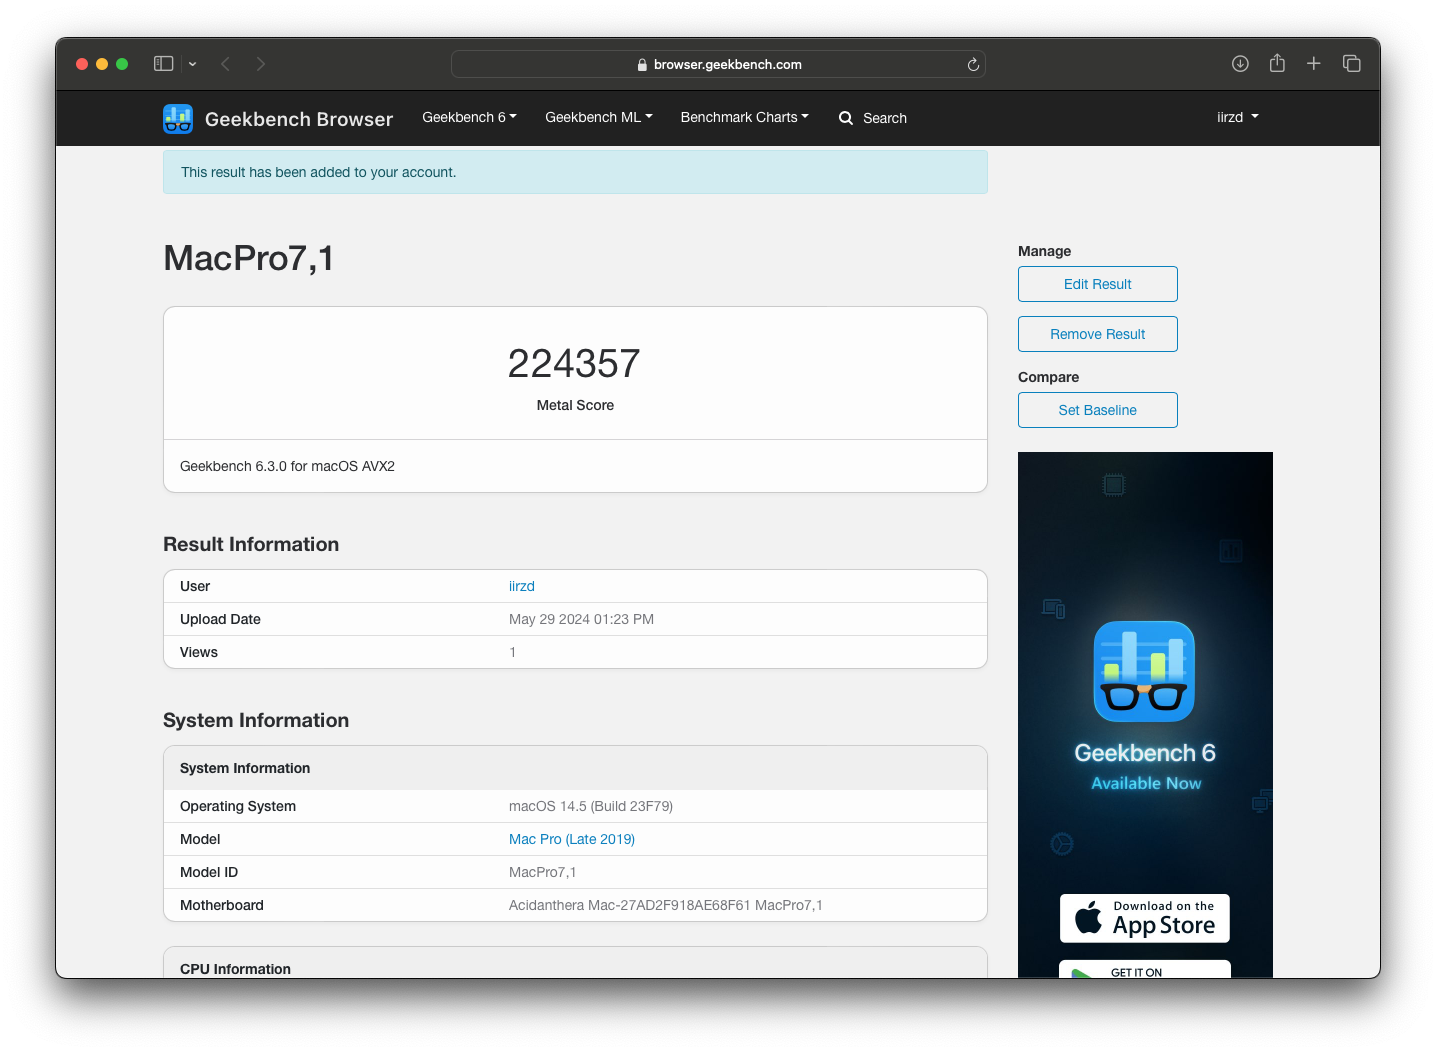 browser.geekbench.com
Geekbench Browser Geekbench 6 Geekbench ML Benchmark Charts Search iirzd
This result has been added to your account.
MacPro7,1
224357
Metal Score
Geekbench 6.3.0 for macOS AVX2
Result Information
User iirzd
Upload Date May 29 2024 01:23 PM
Views 1
System Information
System Information
Operating System macOS 14.5 (Build 23F79)
Model Mac Pro (Late 2019)
Model ID MacPro7,1
Motherboard Acidanthera Mac-27AD2F918AE68F61 MacPro7,1
CPU Information
Manage
Edit Result
Remove Result
Compare
Set Baseline
Geekbench 6
Available Now
Download on the
App Store
GET IT ON